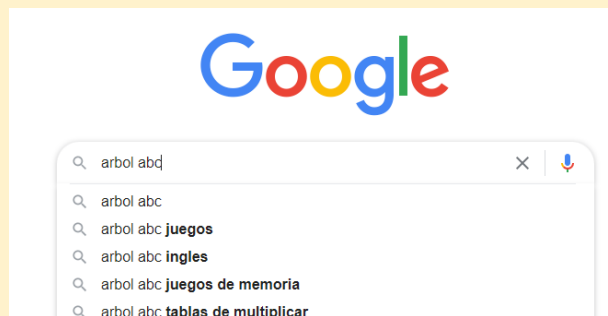 Google
arbol abc
arbol abc
arbol abc juegos
arbol abc ingles
arbol abc juegos de memoria
arbol abc tablas de multiplicar